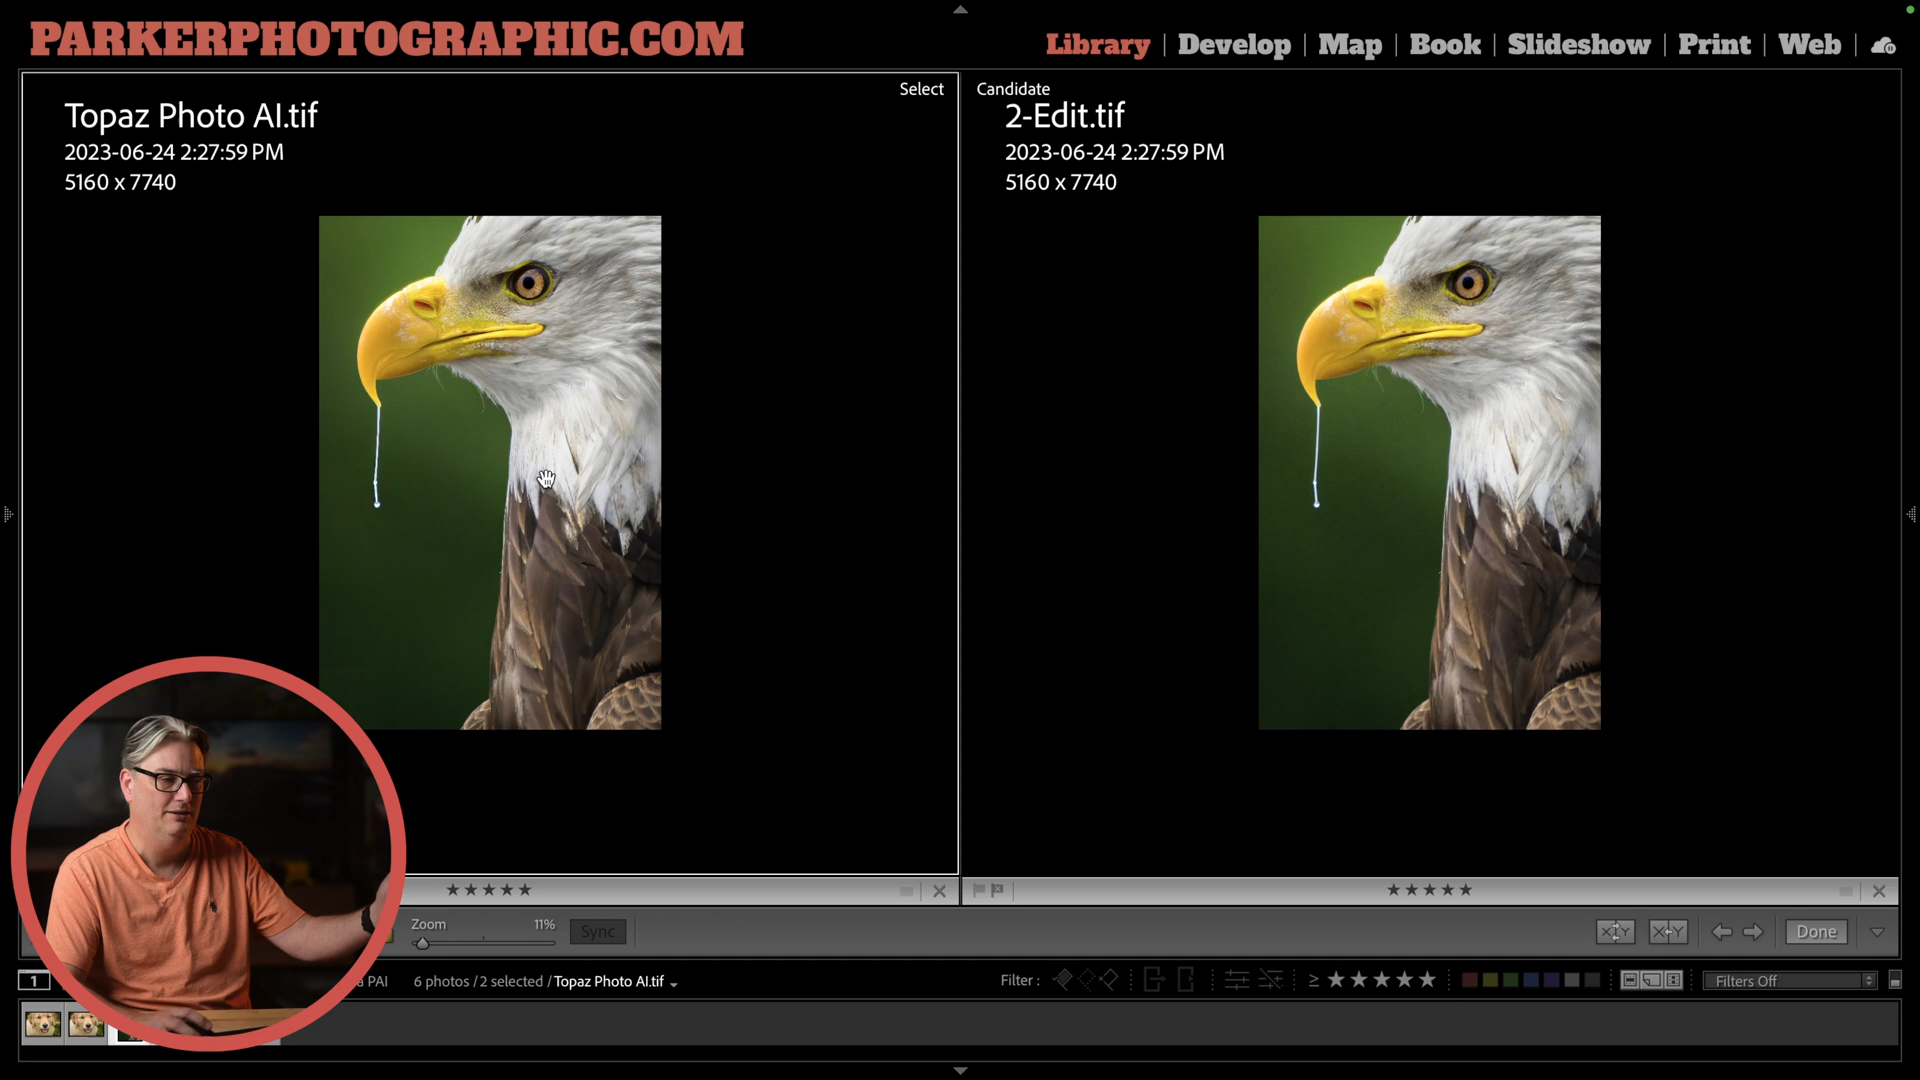 PARKERPHOTOGRAPHIC.COM
Library | Develop | Map | Book | Slideshow | Print | Web |
Select
Topaz Photo AI.tif
2023-06-24 2:27:59 PM
5160 x 7740
Candidate
2-Edit.tif
2023-06-24 2:27:59 PM
5160 x 7740
Zoom 11% Sync
X Y X Y Done
1 PAI 6 photos / 2 selected / Topaz Photo AI.tif Filter : ≥ ★★★★★ Filters Off